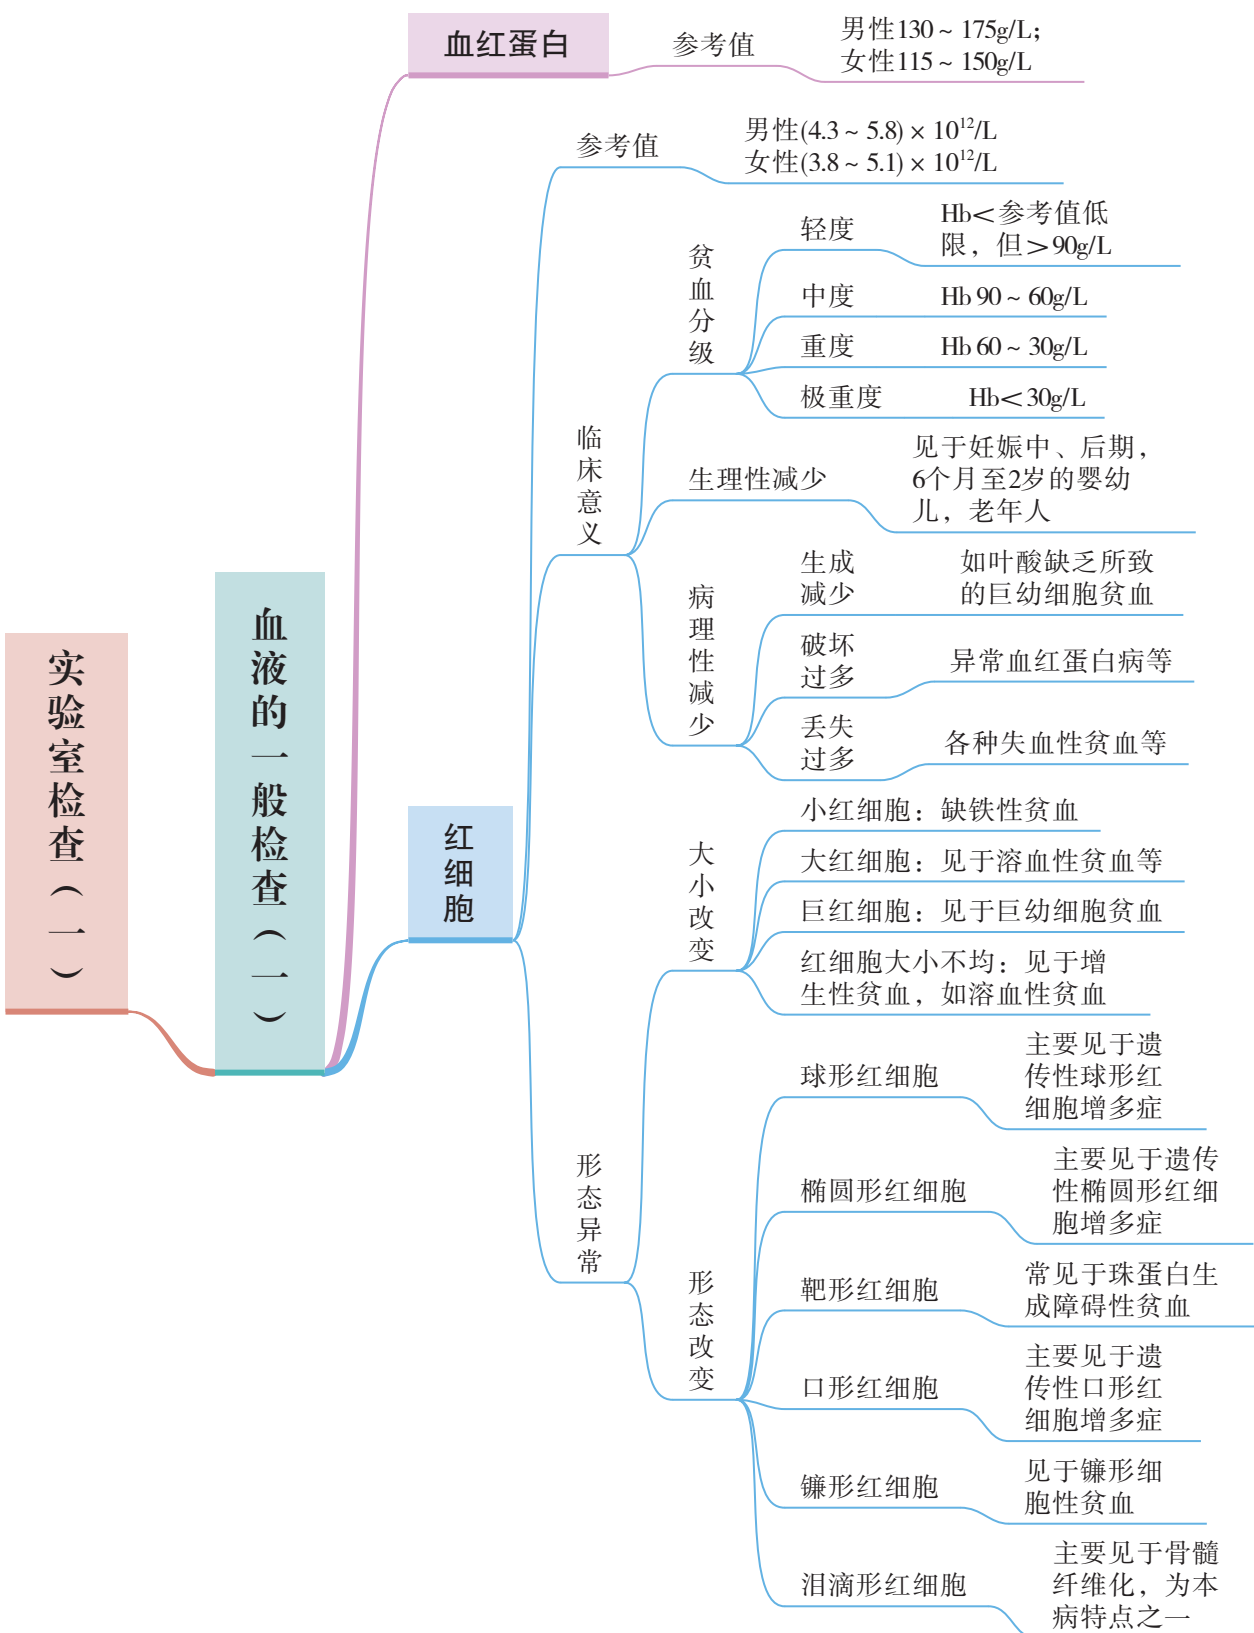 实验室检查（一）
血液的一般检查（一）
血红蛋白
参考值
男性130～175g/L；
女性115～150g/L
红细胞
参考值
男性(4.3～5.8)×10¹²/L
女性(3.8～5.1)×10¹²/L
临床意义
贫血分级
轻度
Hb＜参考值低
限，但＞90g/L
中度
Hb 90～60g/L
重度
Hb 60～30g/L
极重度
Hb＜30g/L
生理性减少
见于妊娠中、后期，
6个月至2岁的婴幼
儿，老年人
病理性减少
生成
减少
如叶酸缺乏所致
的巨幼细胞贫血
破坏
过多
异常血红蛋白病等
丢失
过多
各种失血性贫血等
形态异常
大小改变
小红细胞：缺铁性贫血
大红细胞：见于溶血性贫血等
巨红细胞：见于巨幼细胞贫血
红细胞大小不均：见于增
生性贫血，如溶血性贫血
形态改变
球形红细胞
主要见于遗
传性球形红
细胞增多症
椭圆形红细胞
主要见于遗传
性椭圆形红细
胞增多症
靶形红细胞
常见于珠蛋白生
成障碍性贫血
口形红细胞
主要见于遗
传性口形红
细胞增多症
镰形红细胞
见于镰形细
胞性贫血
泪滴形红细胞
主要见于骨髓
纤维化，为本
病特点之一